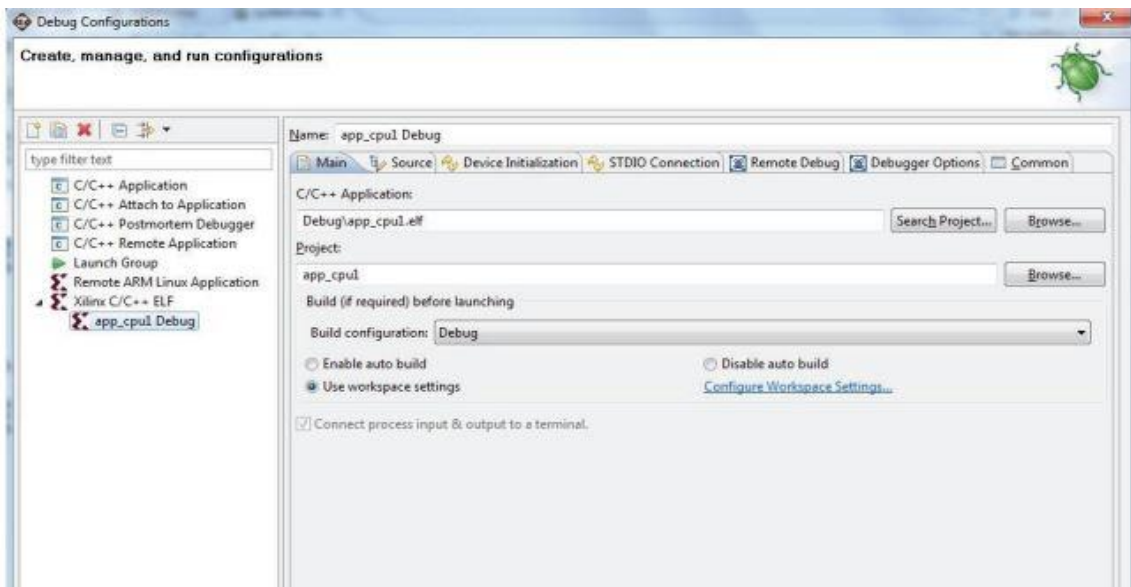 Debug Configurations
Create, manage, and run configurations
type filter text
C/C++ Application
C/C++ Attach to Application
C/C++ Postmortem Debugger
C/C++ Remote Application
Launch Group
Remote ARM Linux Application
Xilinx C/C++ ELF
app_cpu1 Debug
Name: app_cpu1 Debug
Main Source Device Initialization STDIO Connection Remote Debug Debugger Options Common
C/C++ Application:
Debug\app_cpu1.elf Search Project... Browse...
Project:
app_cpu1 Browse...
Build (if required) before launching
Build configuration: Debug
Enable auto build Disable auto build
Use workspace settings Configure Workspace Settings...
Connect process input & output to a terminal.